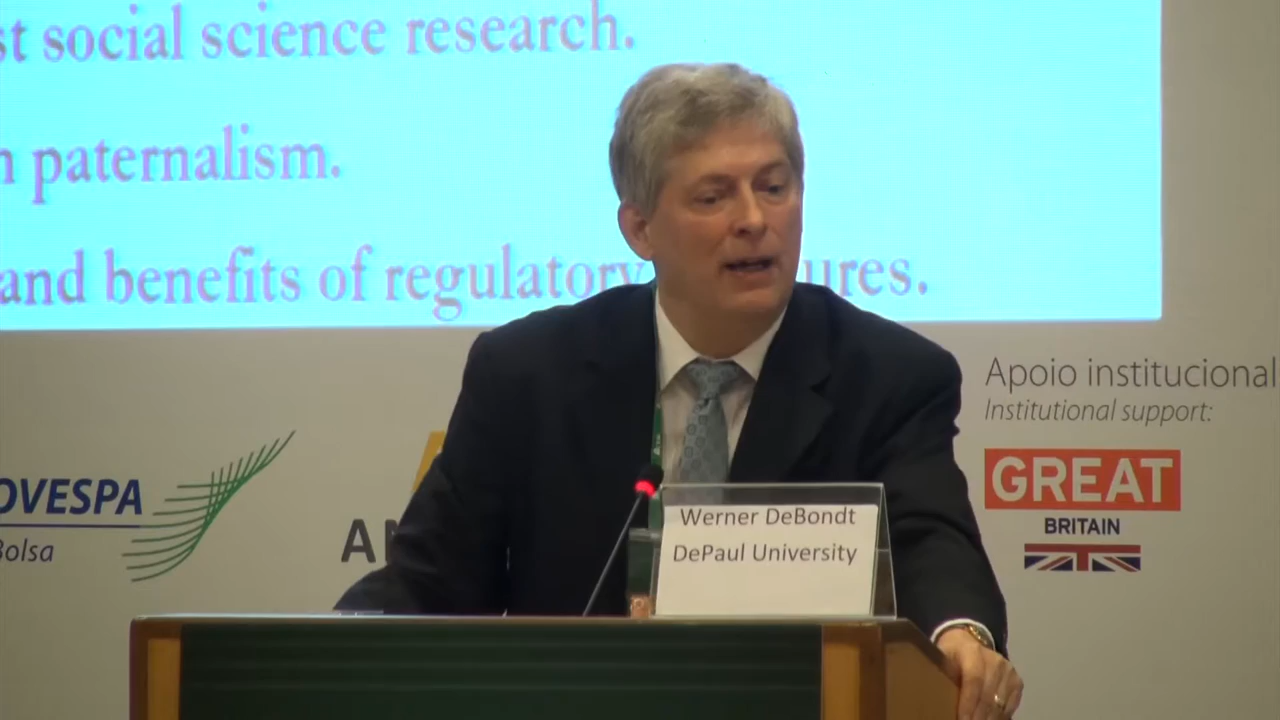 st social science research.
n paternalism.
and benefits of regulatory ures.
Apoio institucional
Institutional support:
OVESPA
Bolsa
AN
GREAT
BRITAIN
Werner DeBondt
DePaul University